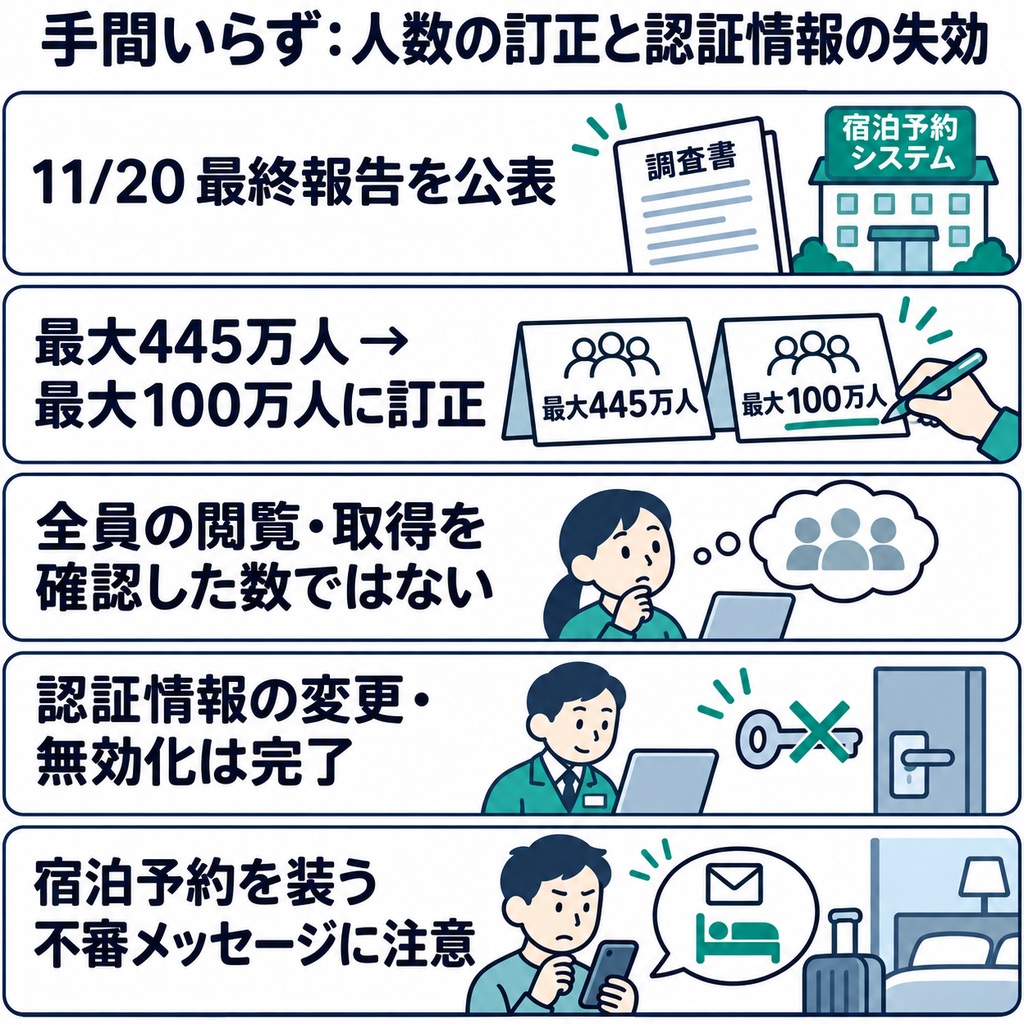 手間いらず：人数の訂正と認証情報の失効
11/20 最終報告を公表
調査書
宿泊予約
システム
最大445万人→
最大100万人に訂正
最大445万人
最大100万人
全員の閲覧・取得を
確認した数ではない
認証情報の変更・
無効化は完了
宿泊予約を装う
不審メッセージに注意